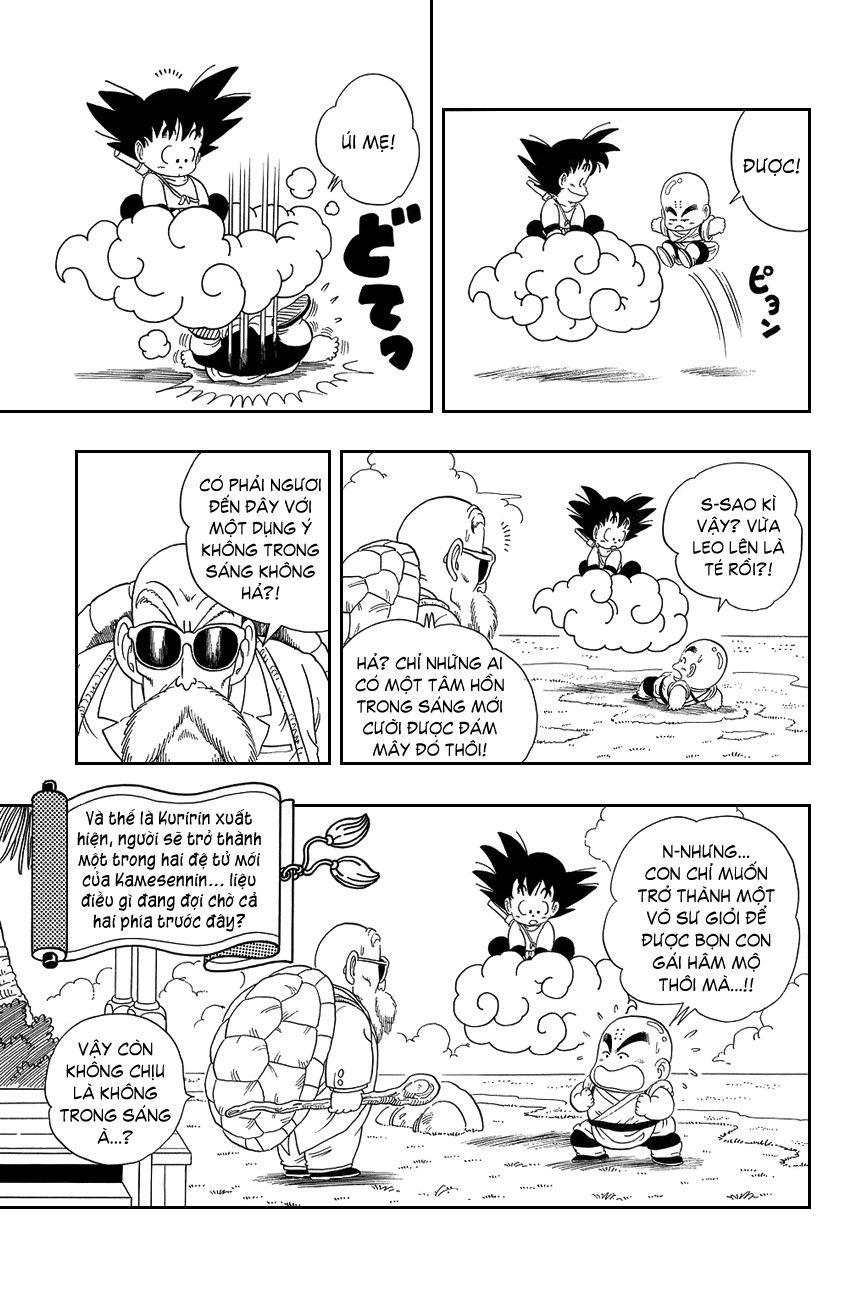 ĐƯỢC!
ピョン
ÚI MẸ!
どてっ
S-SAO KÌ
VẬY? VỪA
LEO LÊN LÀ
TÉ RỒI?!
HẢ? CHỈ NHỮNG AI
CÓ MỘT TÂM HỒN
TRONG SÁNG MỚI
CƯỠI ĐƯỢC ĐÁM
MÂY ĐÓ THÔI!
CÓ PHẢI NGƯƠI
ĐẾN ĐÂY VỚI
MỘT DỤNG Ý
KHÔNG TRONG
SÁNG KHÔNG
HẢ?!
N-NHƯNG...
CON CHỈ MUỐN
TRỞ THÀNH MỘT
VÕ SƯ GIỎI ĐỂ
ĐƯỢC BỌN CON
GÁI HÂM MỘ
THÔI MÀ...!!
VẬY CÒN
KHÔNG CHỊU
LÀ KHÔNG
TRONG SÁNG
À...?
Và thế là Kuririn xuất
hiện, người sẽ trở thành
một trong hai đệ tử mới
của Kamesennin... liệu
điều gì đang đợi chờ cả
hai phía trước đây?